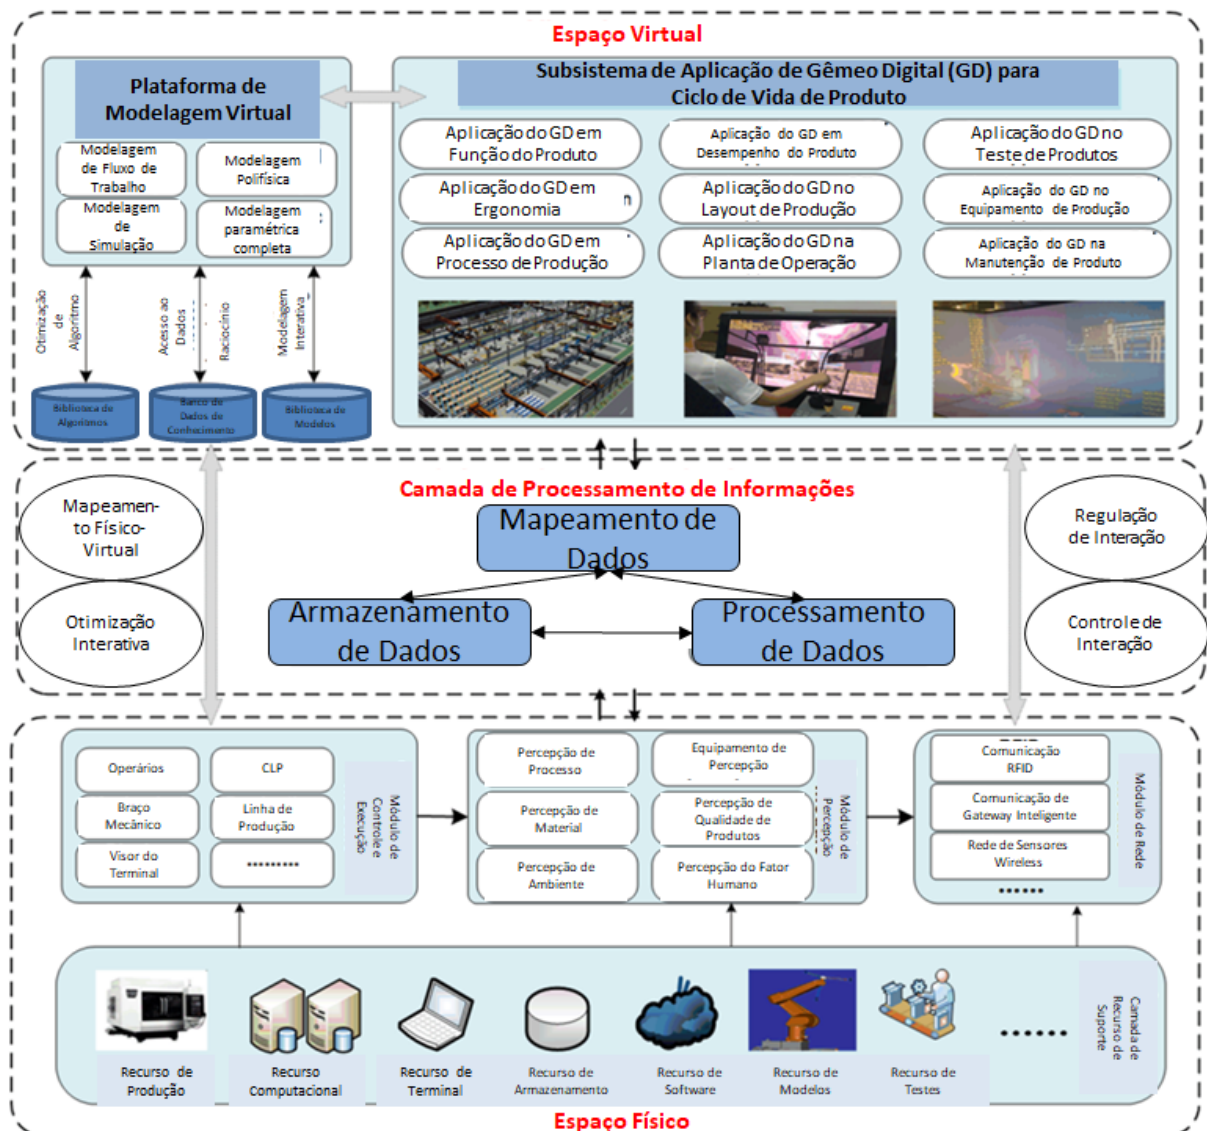 Espaço Virtual
Plataforma de
Modelagem Virtual
Modelagem
de Fluxo de
Trabalho
Modelagem
Polifísica
Modelagem
de
Simulação
Modelagem
paramétrica
completa
Subsistema de Aplicação de Gêmeo Digital (GD) para
Ciclo de Vida de Produto
Aplicação do GD em
Função do Produto
Aplicação do GD em
Desempenho do Produto
Aplicação do GD no
Teste de Produtos
Aplicação do GD em
Ergonomia
Aplicação do GD no
Layout de Produção
Aplicação do GD no
Equipamento de Produção
Aplicação do GD em
Processo de Produção
Aplicação do GD na
Planta de Operação
Aplicação do GD na
Manutenção de Produto
Otimização
de
Algoritmo
Acesso ao
Dados
Raciocínio
Modelagem
Interativa
Biblioteca de
Algoritmos
Banco de
Dados de
Conhecimento
Biblioteca de
Modelos
Camada de Processamento de Informações
Mapeamen-
to Físico-
Virtual
Otimização
Interativa
Mapeamento de
Dados
Armazenamento
de Dados
Processamento
de Dados
Regulação
de Interação
Controle de
Interação
Operários
CLP
Braço
Mecânico
Linha de
Produção
Visor do
Terminal
Módulo de
Controle e
Execução
Percepção de
Processo
Equipamento de
Percepção
Percepção de
Material
Percepção de
Qualidade de
Produtos
Percepção de
Ambiente
Percepção do Fator
Humano
Módulo de
Percepção
Comunicação
RFID
Comunicação de
Gateway Inteligente
Rede de Sensores
Wireless
Módulo de Rede
Recurso de
Produção
Recurso
Computacional
Recurso de
Terminal
Recurso de
Armazenamento
Recurso de
Software
Recurso de
Modelos
Recurso de
Testes
Camada de
Recurso de
Suporte
Espaço Físico